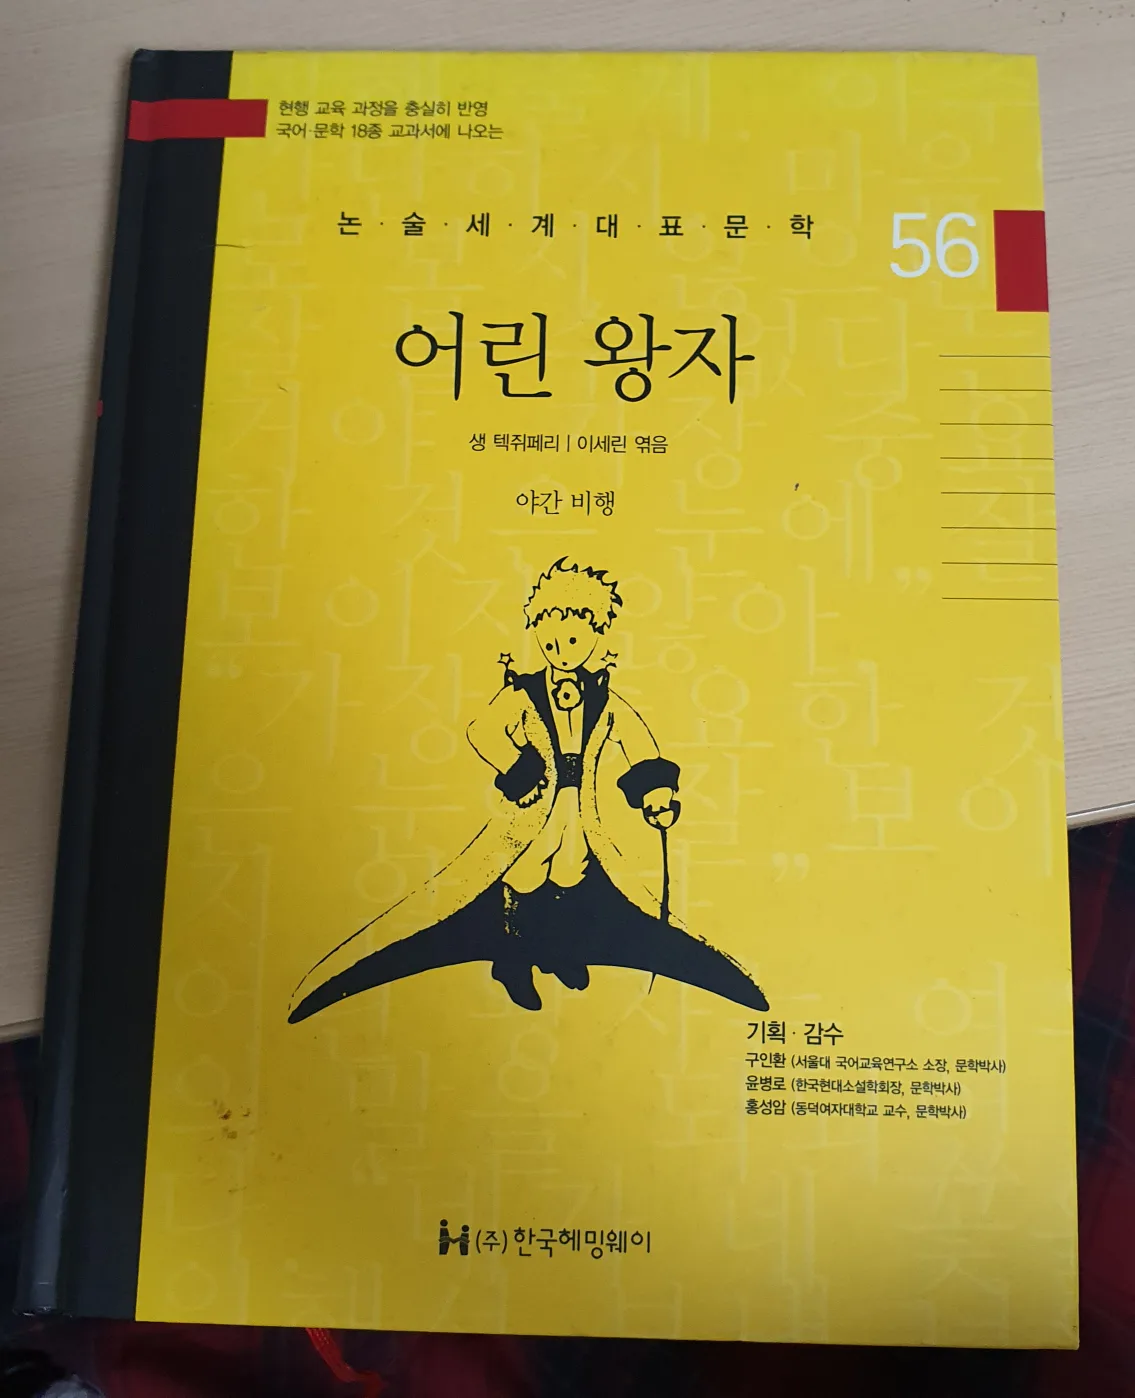 현행 교육 과정을 충실히 반영
국어·문학 18종 교과서에 나오는
논·술·세·계·대·표·문·학
56
어린 왕자
생 텍쥐페리 | 이세린 엮음
야간 비행
기획·감수
구인환 (서울대 국어교육연구소 소장, 문학박사)
윤병로 (한국현대소설학회장, 문학박사)
홍성암 (동덕여자대학교 교수, 문학박사)
(주)한국헤밍웨이